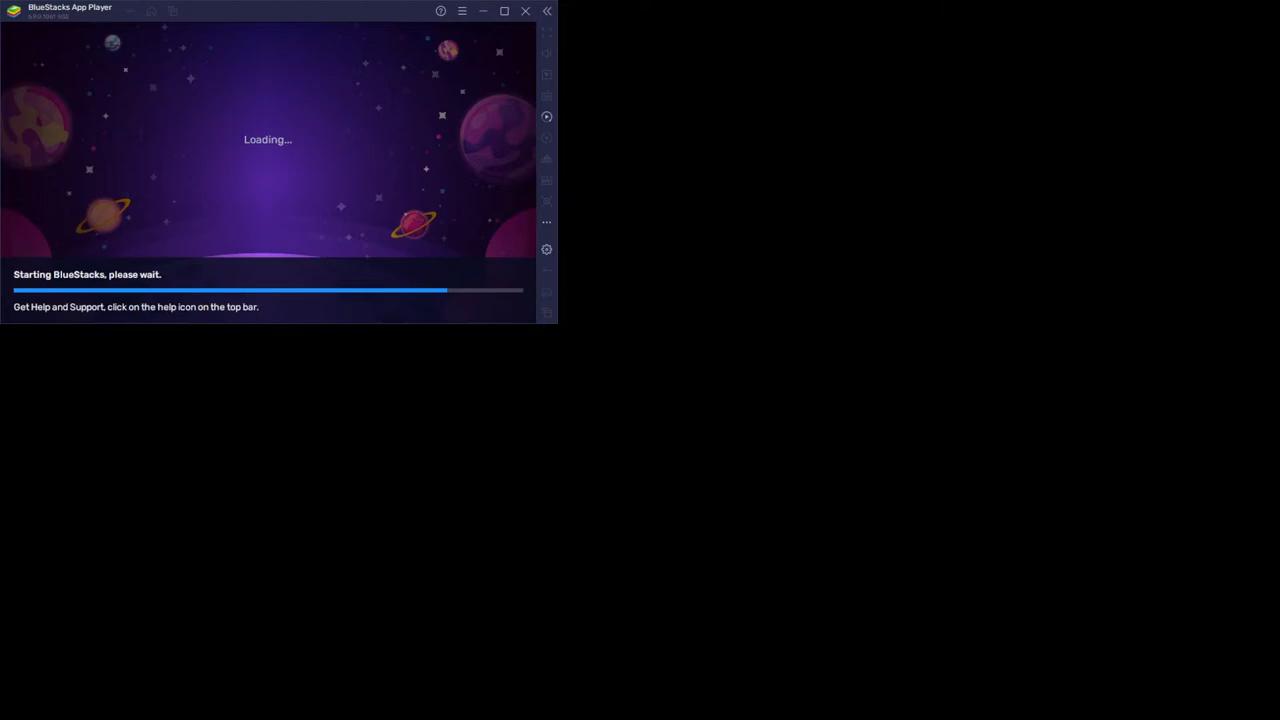 BlueStacks App Player
Loading...
Starting BlueStacks, please wait.
Get Help and Support, click on the help icon on the top bar.